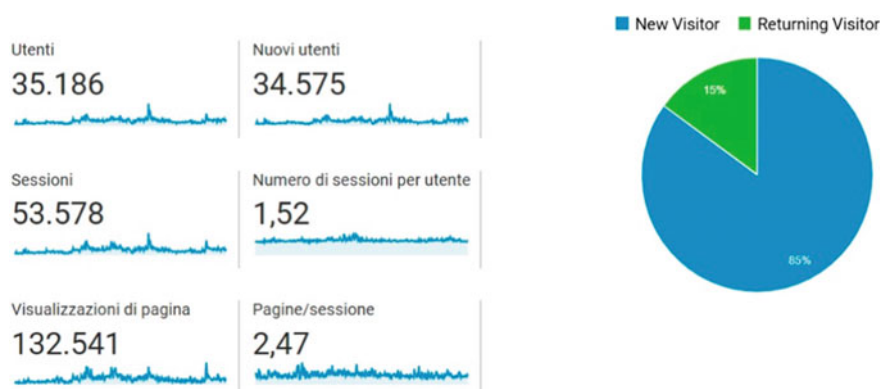 Utenti
35.186
Nuovi utenti
34.575
Sessioni
53.578
Numero di sessioni per utente
1,52
Visualizzazioni di pagina
132.541
Pagine/sessione
2,47
New Visitor
Returning Visitor
15%
85%